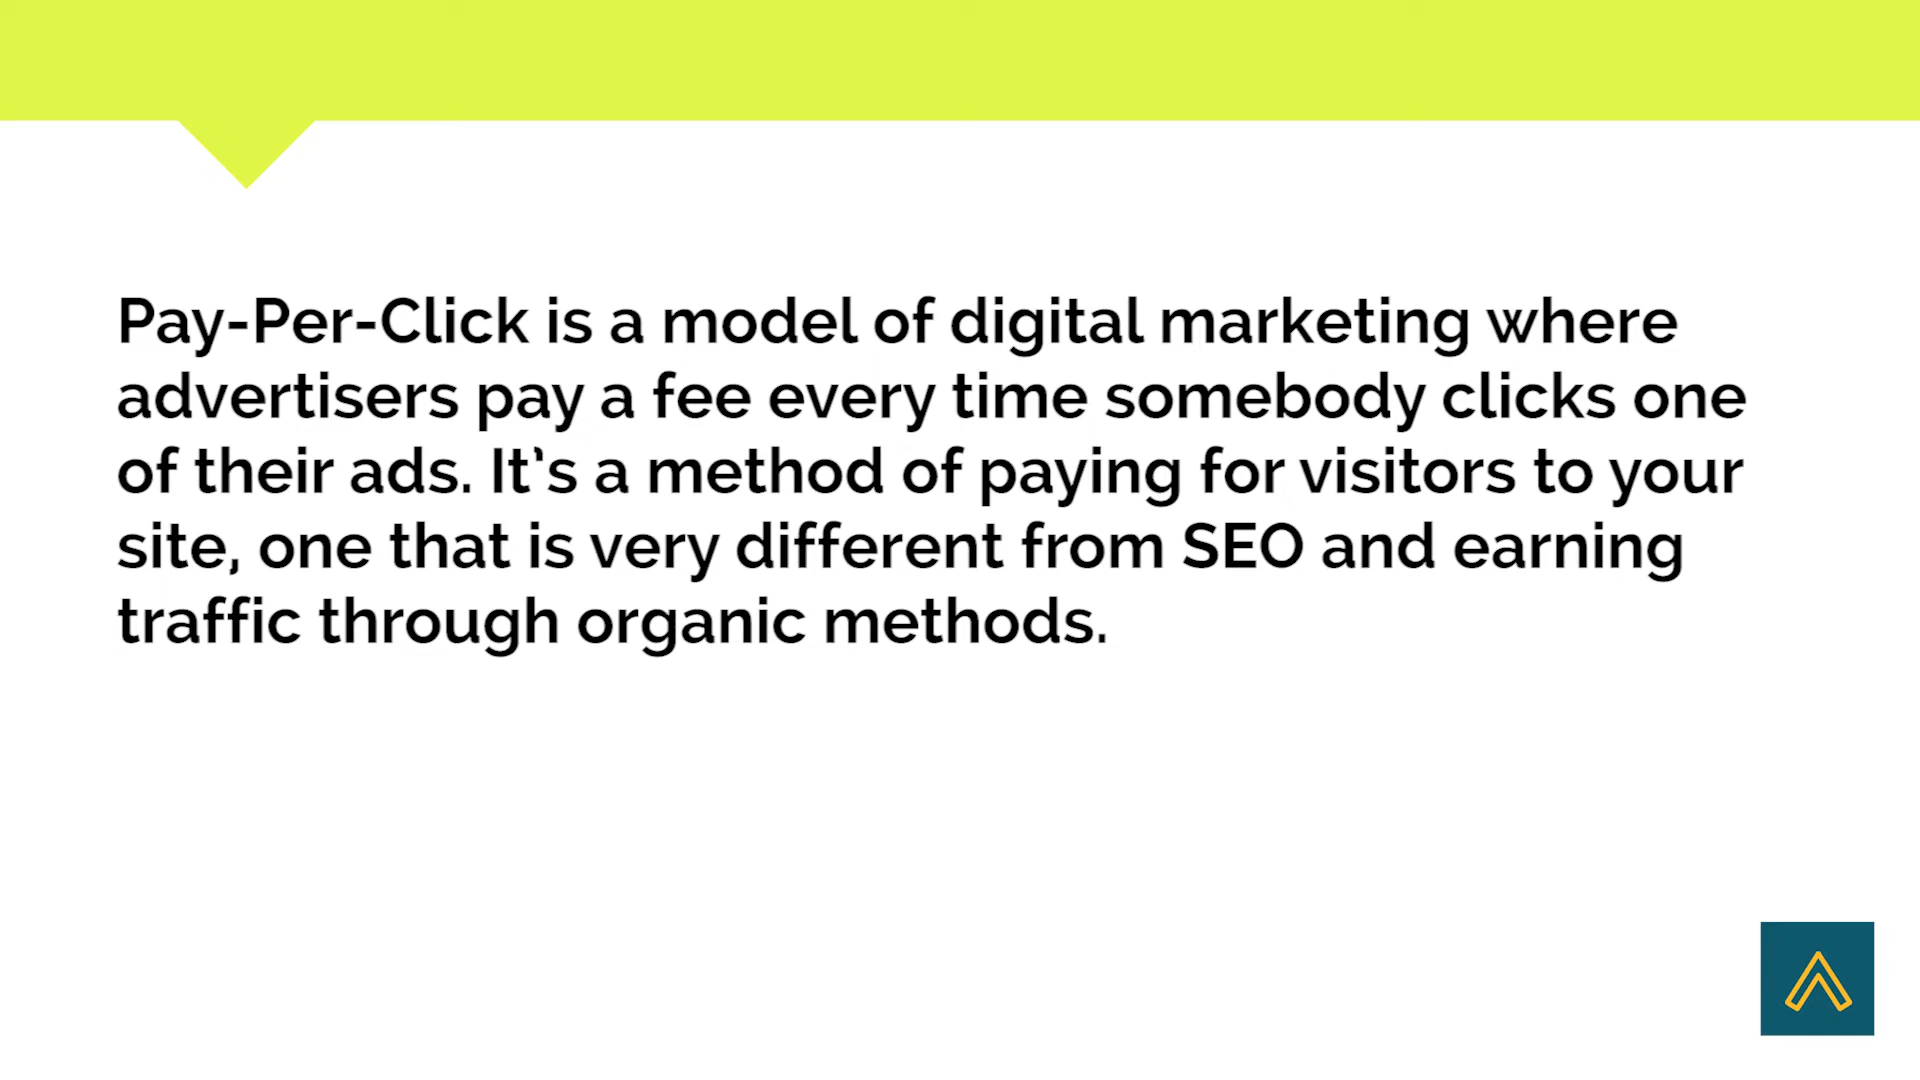 Pay-Per-Click is a model of digital marketing where
advertisers pay a fee every time somebody clicks one
of their ads. It’s a method of paying for visitors to your
site, one that is very different from SEO and earning
traffic through organic methods.